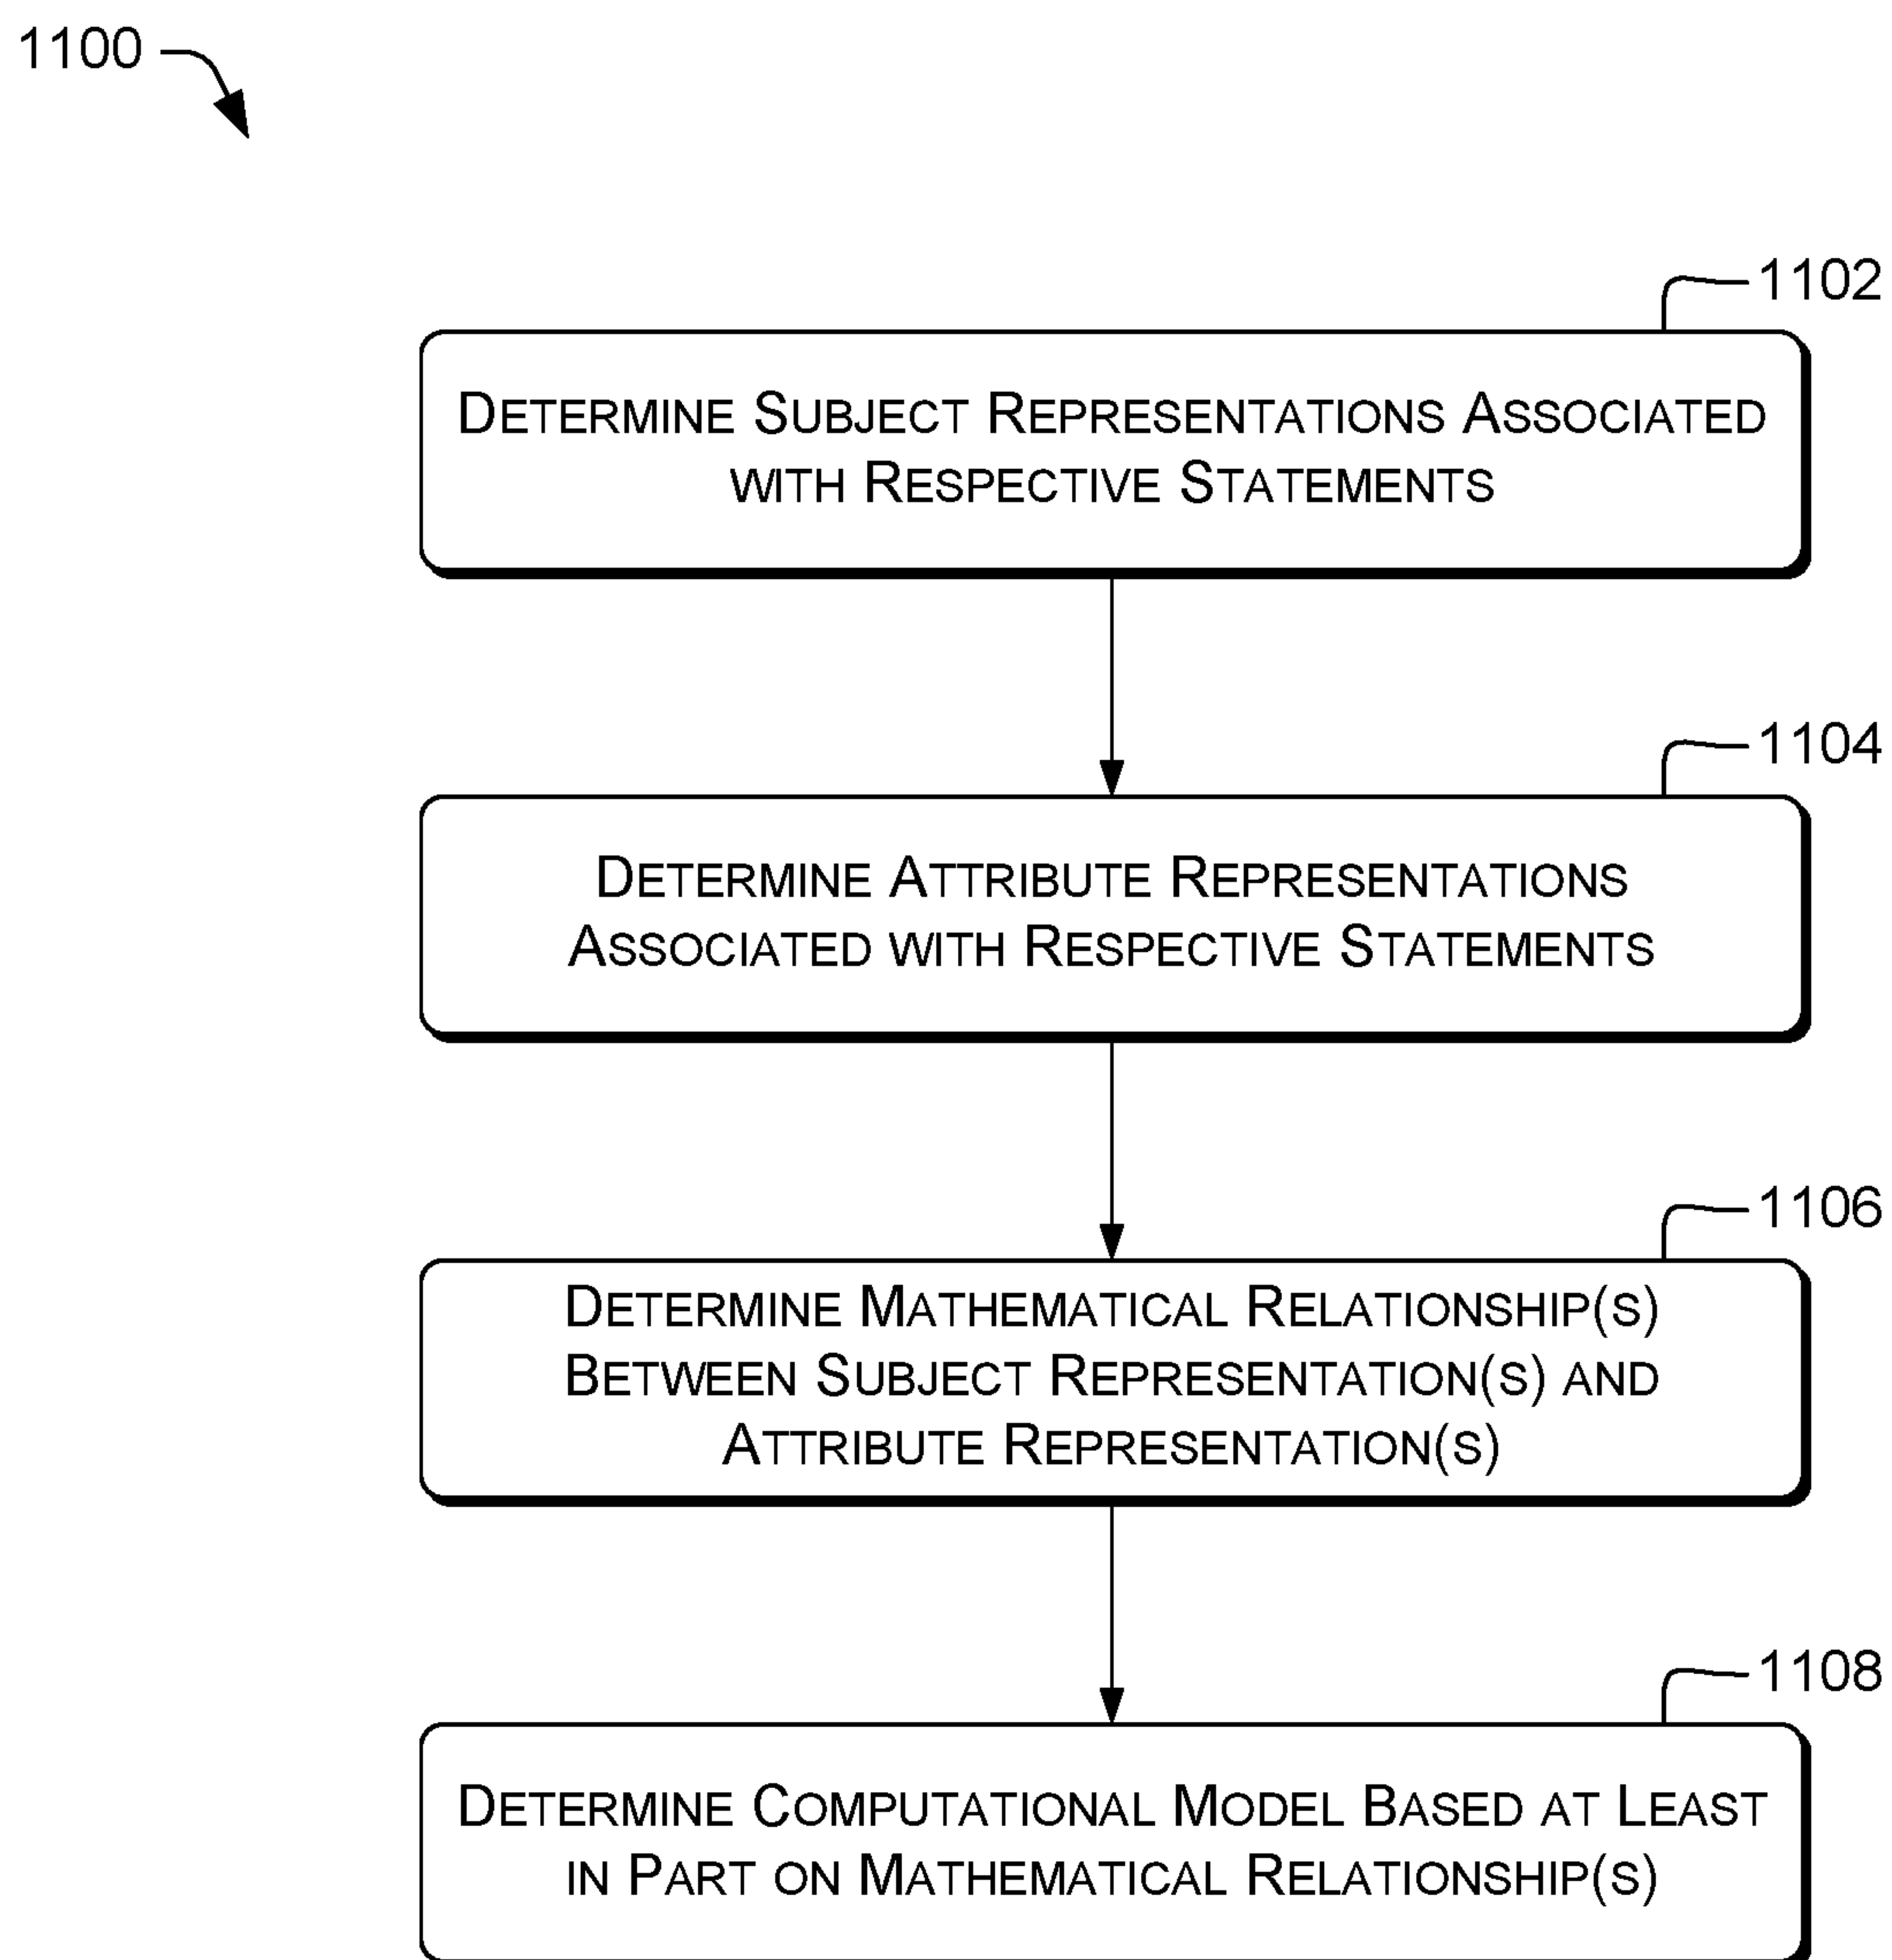 1100
1102
DETERMINE SUBJECT REPRESENTATIONS ASSOCIATED
WITH RESPECTIVE STATEMENTS
1104
DETERMINE ATTRIBUTE REPRESENTATIONS
ASSOCIATED WITH RESPECTIVE STATEMENTS
1106
DETERMINE MATHEMATICAL RELATIONSHIP(S)
BETWEEN SUBJECT REPRESENTATION(S) AND
ATTRIBUTE REPRESENTATION(S)
1108
DETERMINE COMPUTATIONAL MODEL BASED AT LEAST
IN PART ON MATHEMATICAL RELATIONSHIP(S)